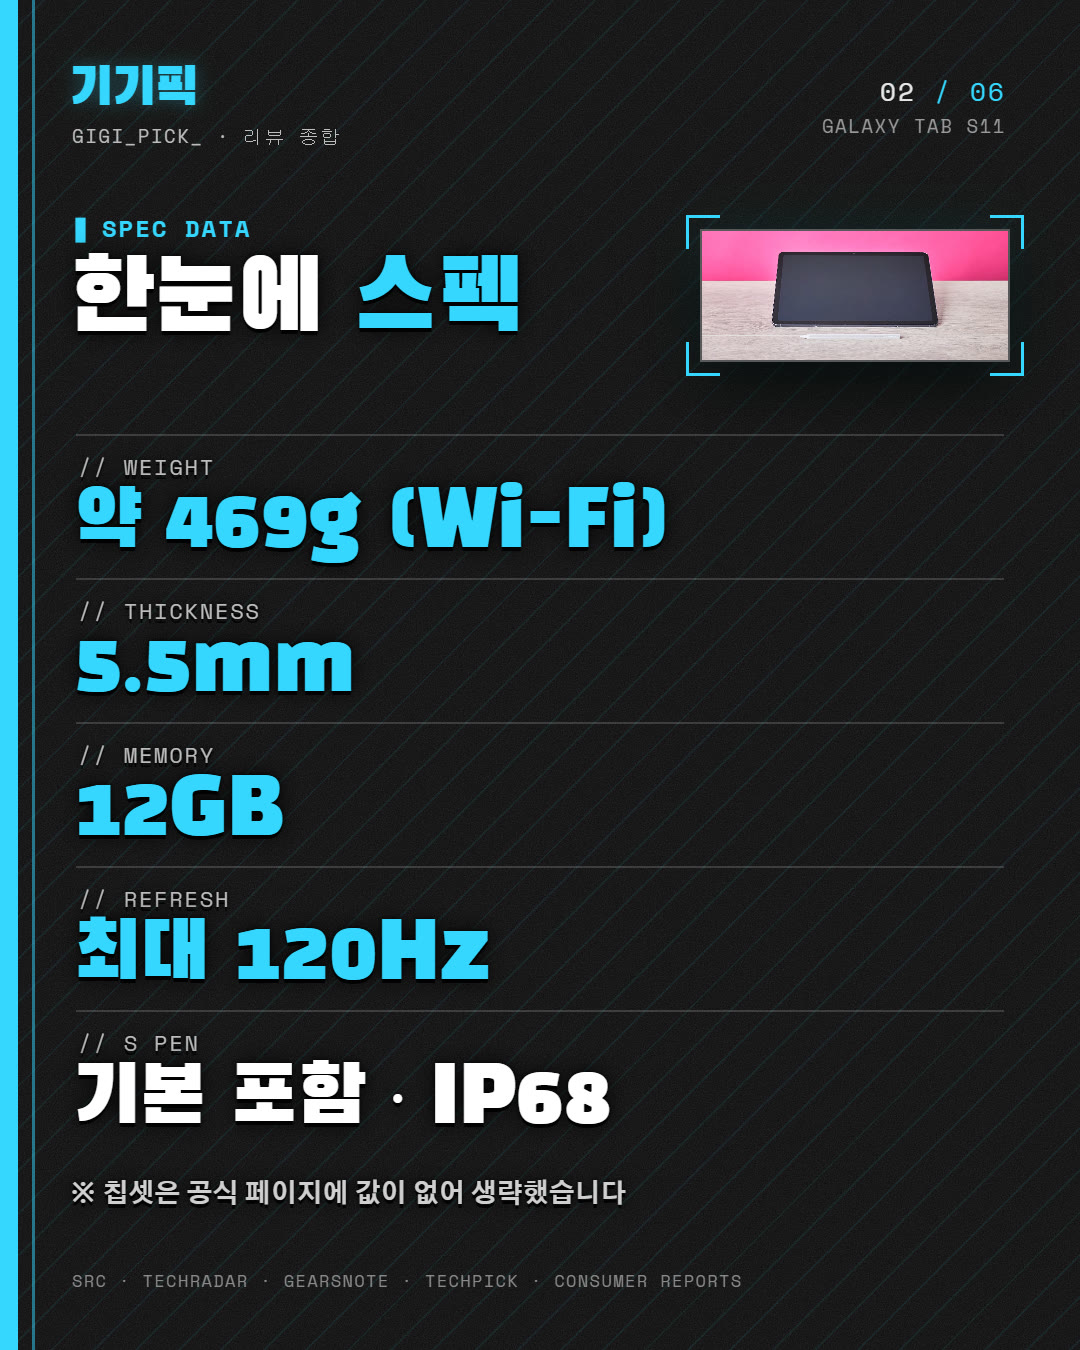 기기픽
GIGI_PICK_ · 리뷰 종합
02 / 06
GALAXY TAB S11
SPEC DATA
한눈에 스펙
// WEIGHT
약 469g (Wi-Fi)
// THICKNESS
5.5mm
// MEMORY
12GB
// REFRESH
최대 120Hz
// S PEN
기본 포함 · IP68
※ 칩셋은 공식 페이지에 값이 없어 생략했습니다
SRC · TECHRADAR · GEARSNOTE · TECHPICK · CONSUMER REPORTS